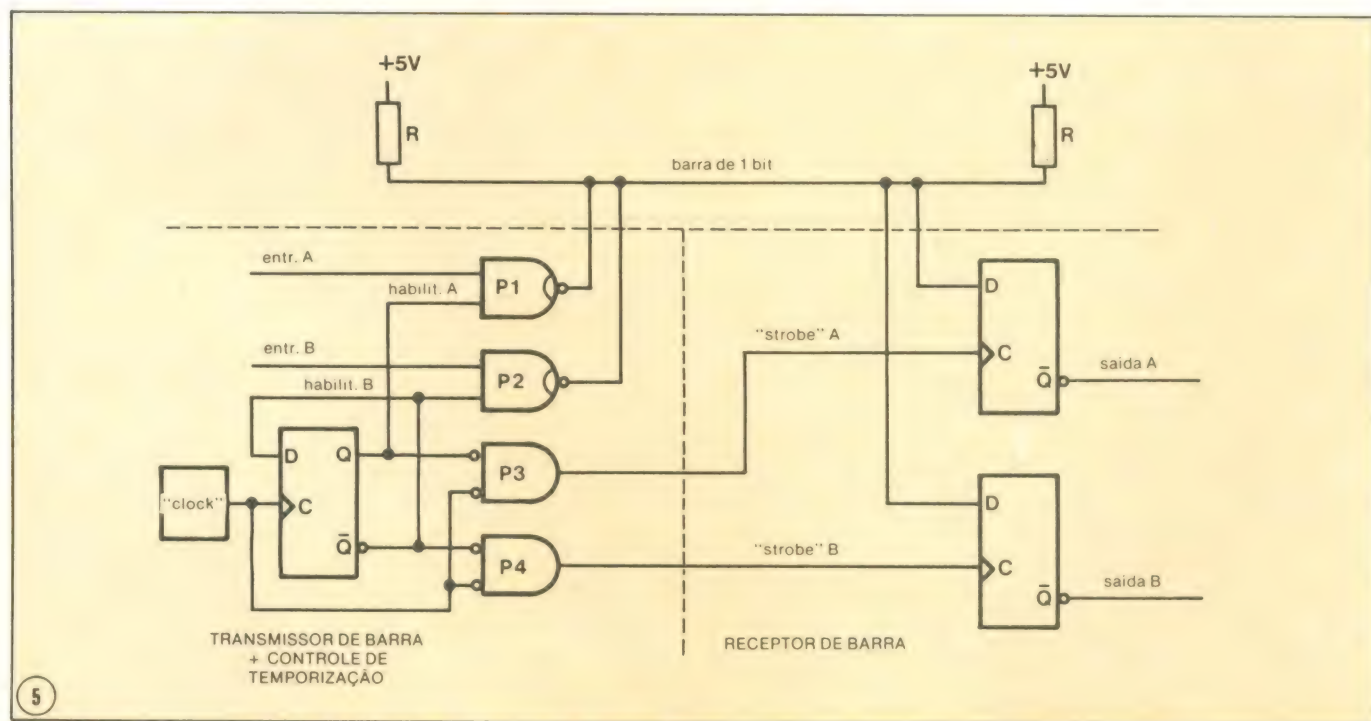 +5V
+5V
R
R
barra de 1 bit
entr. A
habilit. A
P1
entr. B
habilit. B
P2
D
Q
P3
"clock"
C
Q̄
P4
"strobe" A
"strobe" B
D
C
Q̄
saida A
D
C
Q̄
saida B
TRANSMISSOR DE BARRA
+ CONTROLE DE
TEMPORIZAÇÃO
RECEPTOR DE BARRA
5